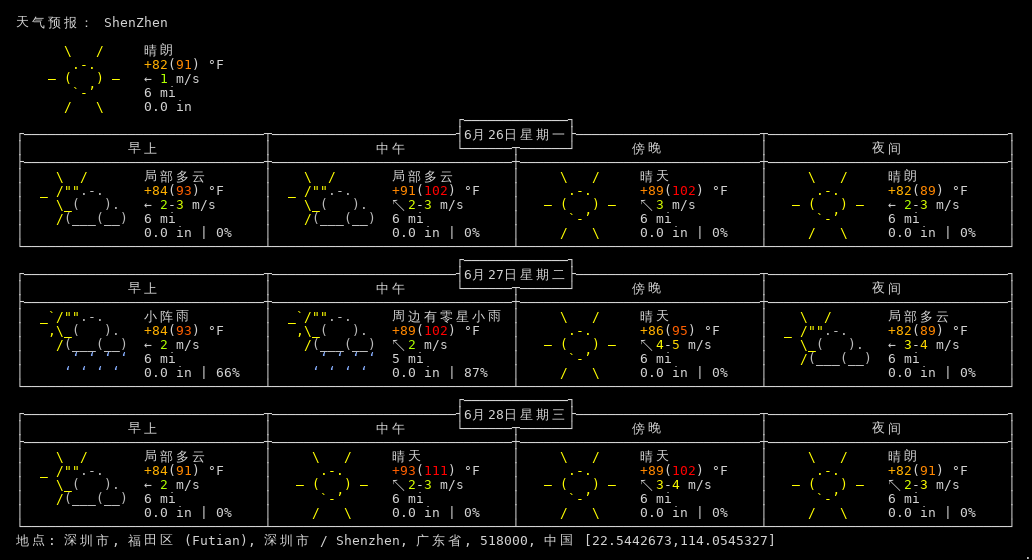 天气预报： ShenZhen
晴朗
+82(91) °F
← 1 m/s
6 mi
0.0 in
6月26日星期一
早上 中午 傍晚 夜间
局部多云 局部多云 晴天 晴朗
+84(93) °F +91(102) °F +89(102) °F +82(89) °F
← 2-3 m/s ↖ 2-3 m/s ↖ 3 m/s ← 2-3 m/s
6 mi 6 mi 6 mi 6 mi
0.0 in | 0% 0.0 in | 0% 0.0 in | 0% 0.0 in | 0%
6月27日星期二
早上 中午 傍晚 夜间
小阵雨 周边有零星小雨 晴天 局部多云
+84(93) °F +89(102) °F +86(95) °F +82(89) °F
← 2 m/s ↖ 2 m/s ↖ 4-5 m/s ← 3-4 m/s
6 mi 5 mi 6 mi 6 mi
0.0 in | 66% 0.0 in | 87% 0.0 in | 0% 0.0 in | 0%
6月28日星期三
早上 中午 傍晚 夜间
局部多云 晴天 晴天 晴朗
+84(91) °F +93(111) °F +89(102) °F +82(91) °F
← 2 m/s ↖ 2-3 m/s ↖ 3-4 m/s ↖ 2-3 m/s
6 mi 6 mi 6 mi 6 mi
0.0 in | 0% 0.0 in | 0% 0.0 in | 0% 0.0 in | 0%
地点: 深圳市, 福田区 (Futian), 深圳市 / Shenzhen, 广东省, 518000, 中国 [22.5442673,114.0545327]